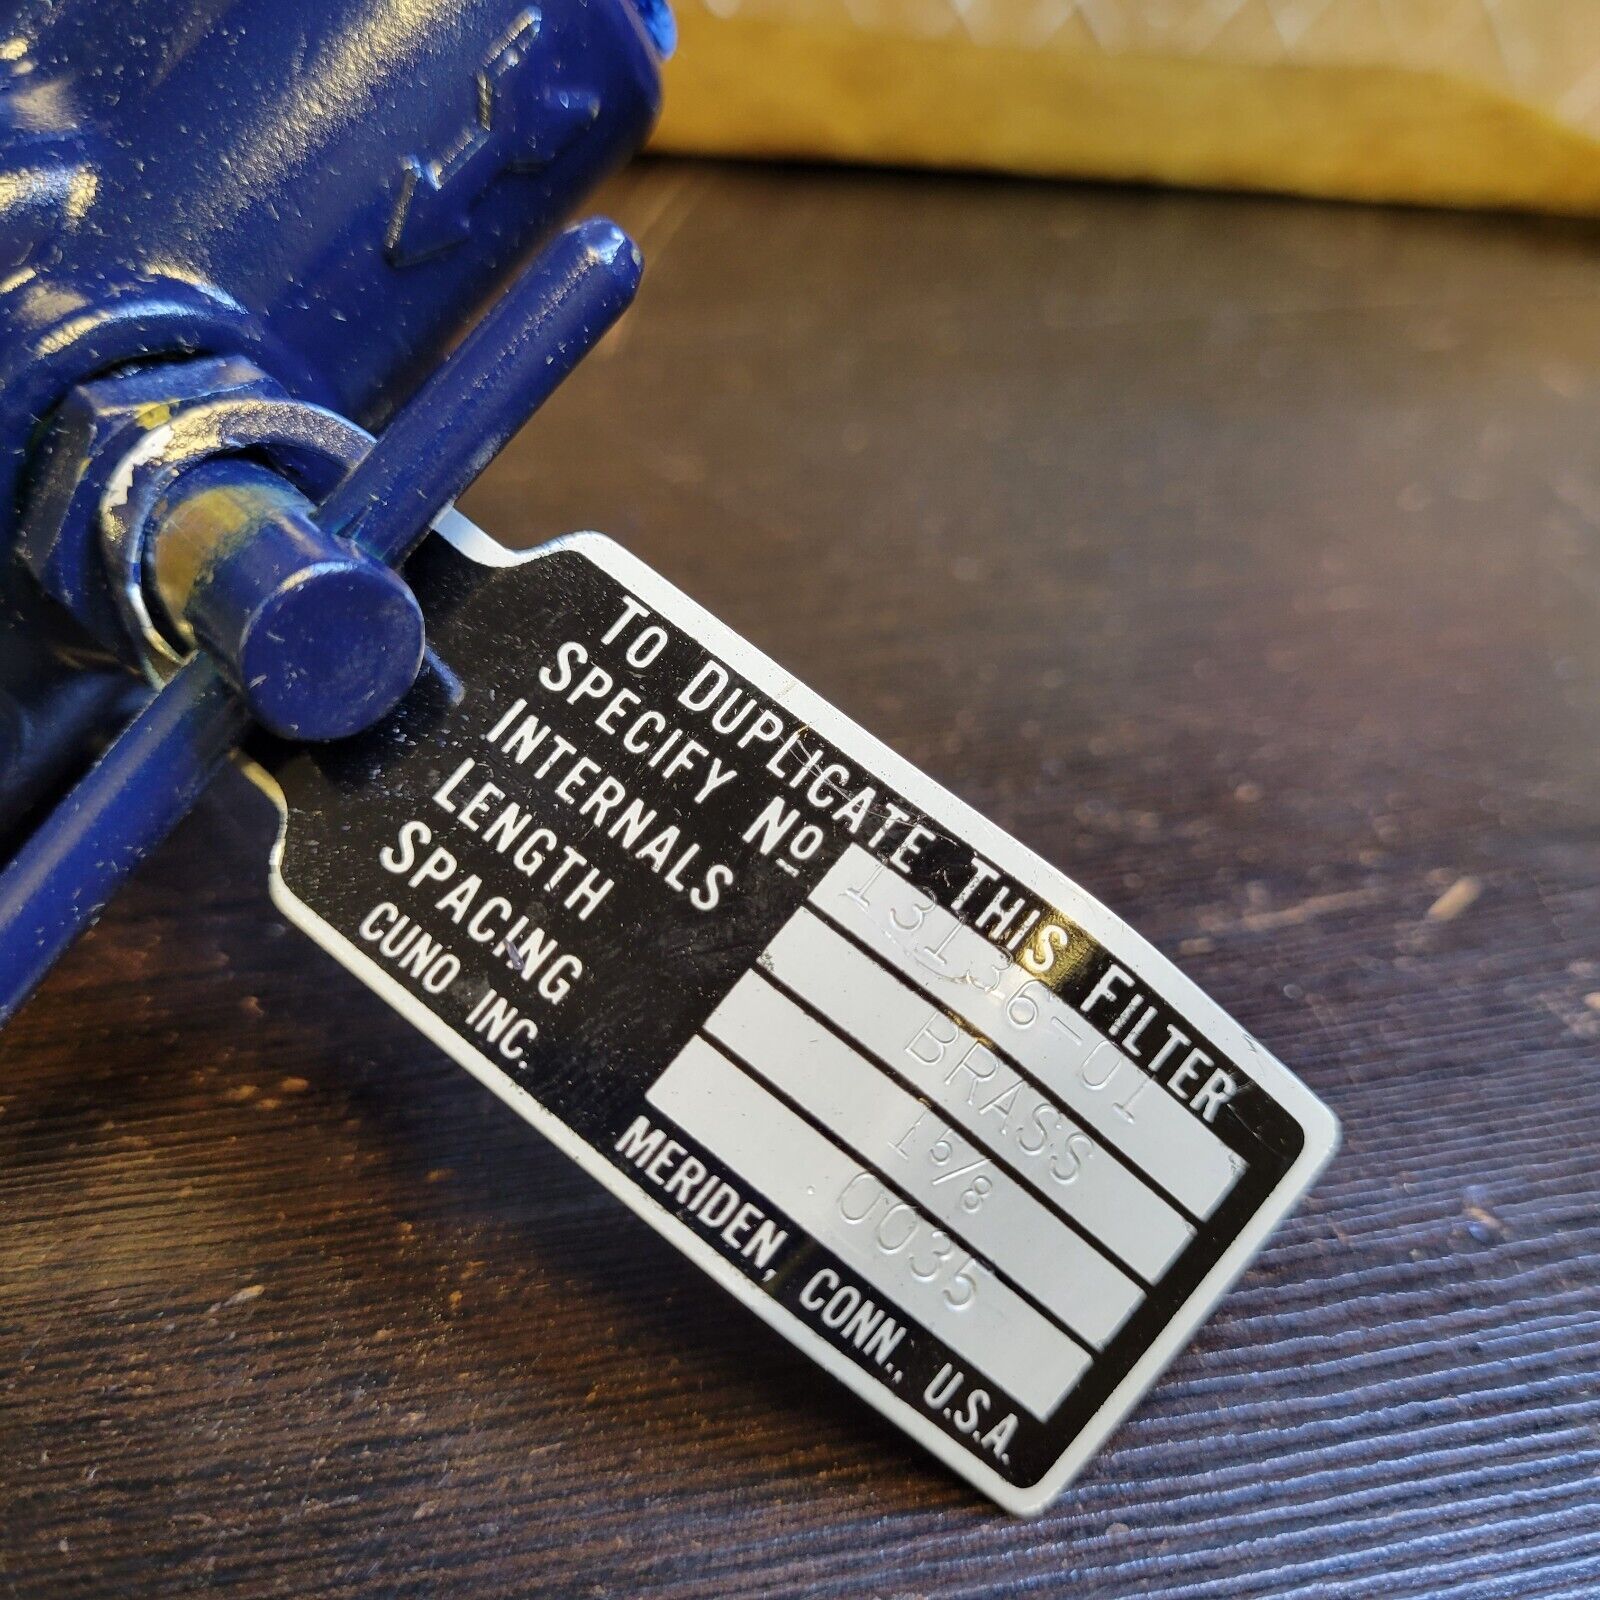 TO DUPLICATE THIS FILTER
SPECIFY Nº 13136-01
INTERNALS BRASS
LENGTH 1 5/8
SPACING .0035
CUNO INC. MERIDEN, CONN., U.S.A.